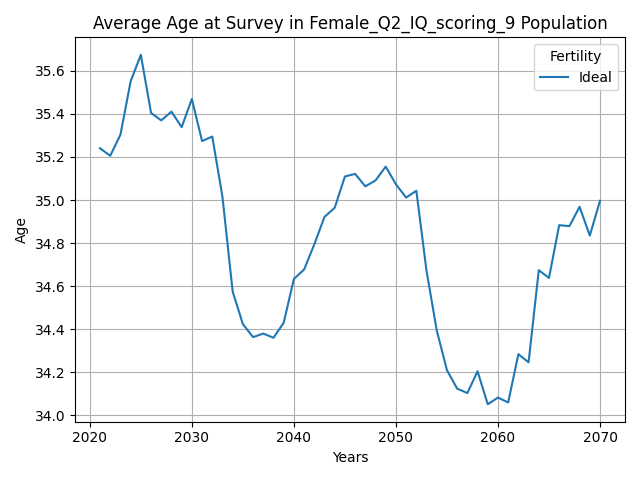 Average Age at Survey in Female_Q2_IQ_scoring_9 Population
Fertility
Ideal
35.6
35.4
35.2
35.0
34.8
34.6
34.4
34.2
34.0
Age
2020 2030 2040 2050 2060 2070
Years